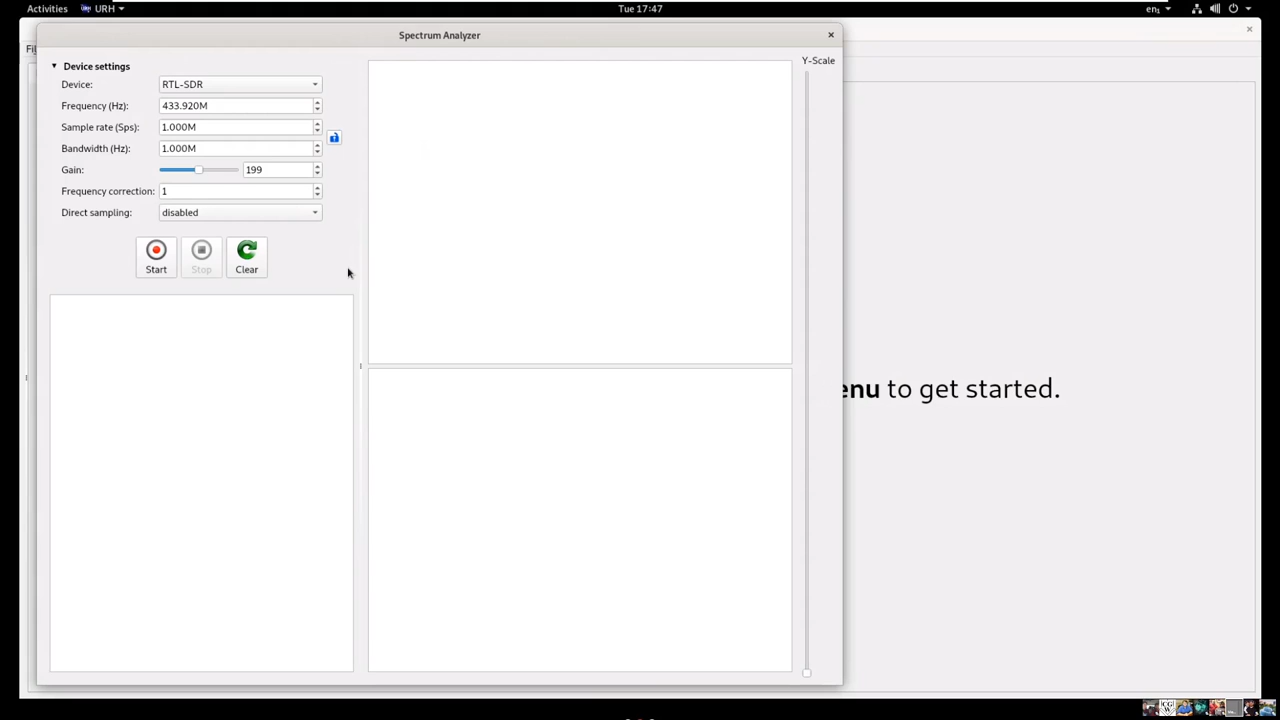 Activities URH Tue 17:47 en₁
Spectrum Analyzer
Fil
Device settings
Device: RTL-SDR
Frequency (Hz): 433.920M
Sample rate (Sps): 1.000M
Bandwidth (Hz): 1.000M
Gain: 199
Frequency correction: 1
Direct sampling: disabled
Start Stop Clear
Y-Scale
enu to get started.